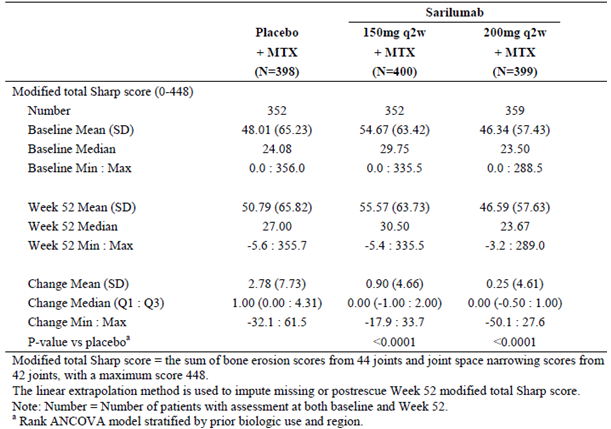 Sarilumab
Placebo 150mg q2w 200mg q2w
+ MTX + MTX + MTX
(N=398) (N=400) (N=399)
Modified total Sharp score (0-448)
Number 352 352 359
Baseline Mean (SD) 48.01 (65.23) 54.67 (63.42) 46.34 (57.43)
Baseline Median 24.08 29.75 23.50
Baseline Min : Max 0.0 : 356.0 0.0 : 335.5 0.0 : 288.5
Week 52 Mean (SD) 50.79 (65.82) 55.57 (63.73) 46.59 (57.63)
Week 52 Median 27.00 30.50 23.67
Week 52 Min : Max -5.6 : 355.7 -5.4 : 335.5 -3.2 : 289.0
Change Mean (SD) 2.78 (7.73) 0.90 (4.66) 0.25 (4.61)
Change Median (Q1 : Q3) 1.00 (0.00 : 4.31) 0.00 (-1.00 : 2.00) 0.00 (-0.50 : 1.00)
Change Min : Max -32.1 : 61.5 -17.9 : 33.7 -50.1 : 27.6
P-value vs placeboᵃ <0.0001 <0.0001
Modified total Sharp score = the sum of bone erosion scores from 44 joints and joint space narrowing scores from
42 joints, with a maximum score 448.
The linear extrapolation method is used to impute missing or postrescue Week 52 modified total Sharp score.
Note: Number = Number of patients with assessment at both baseline and Week 52.
ᵃ Rank ANCOVA model stratified by prior biologic use and region.